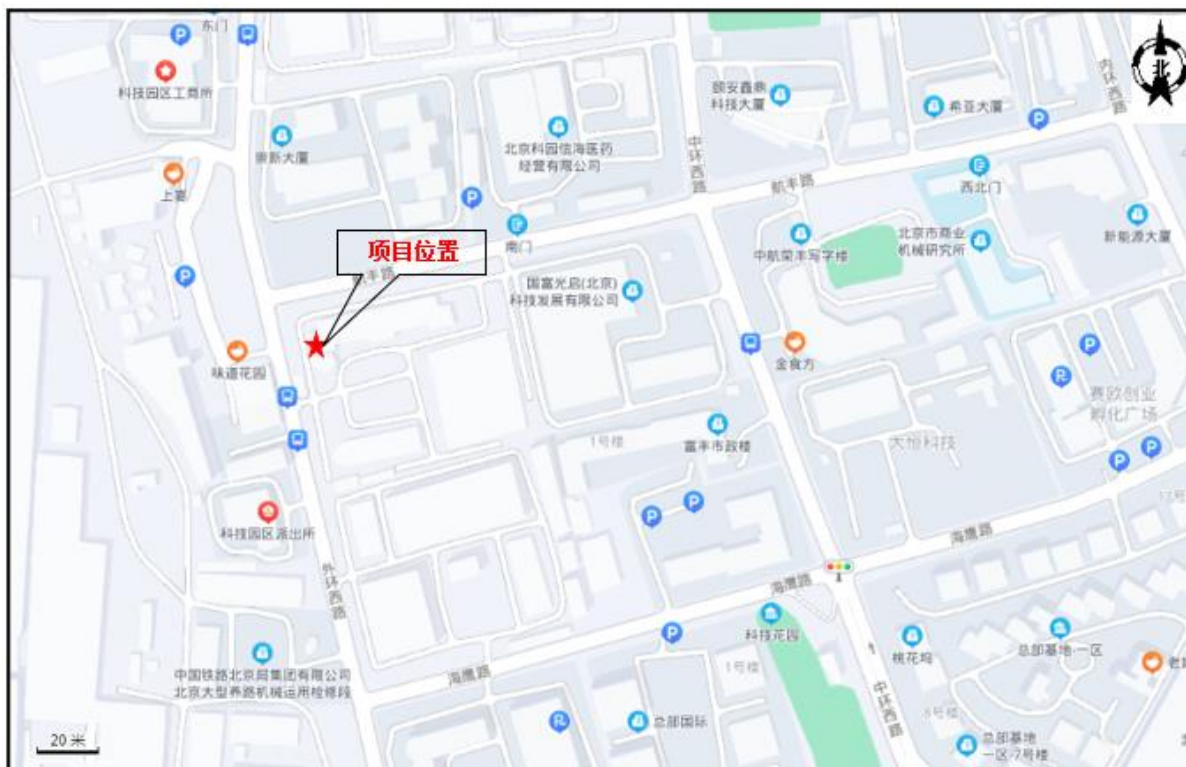 东门
P
科技园区工商所
崇新大厦
上宴
P
北京科园信海医药
经营有限公司
P
南门
颐安鑫鼎
科技大厦
中环西路
希亚大厦
P
内环西路
航丰路
西北门
北京市商业
机械研究所
新能源大厦
中航荣丰写字楼
北
项目位置
航丰路
国富光启(北京)
科技发展有限公司
P
味道花园
金食方
P
P
赛欧创业
孵化广场
1号楼
富丰市政楼
大恒科技
P
P
P
P
17号
科技园区派出所
外环西路
海鹰路
海鹰路
科技花园
P
1号楼
桃花坞
总部基地-一区
老
中国铁路北京局集团有限公司
北京大型养路机械运用检修段
海鹰路
P
总部国际
中环西路
8号楼
总部基地
一区-7号楼
20 米